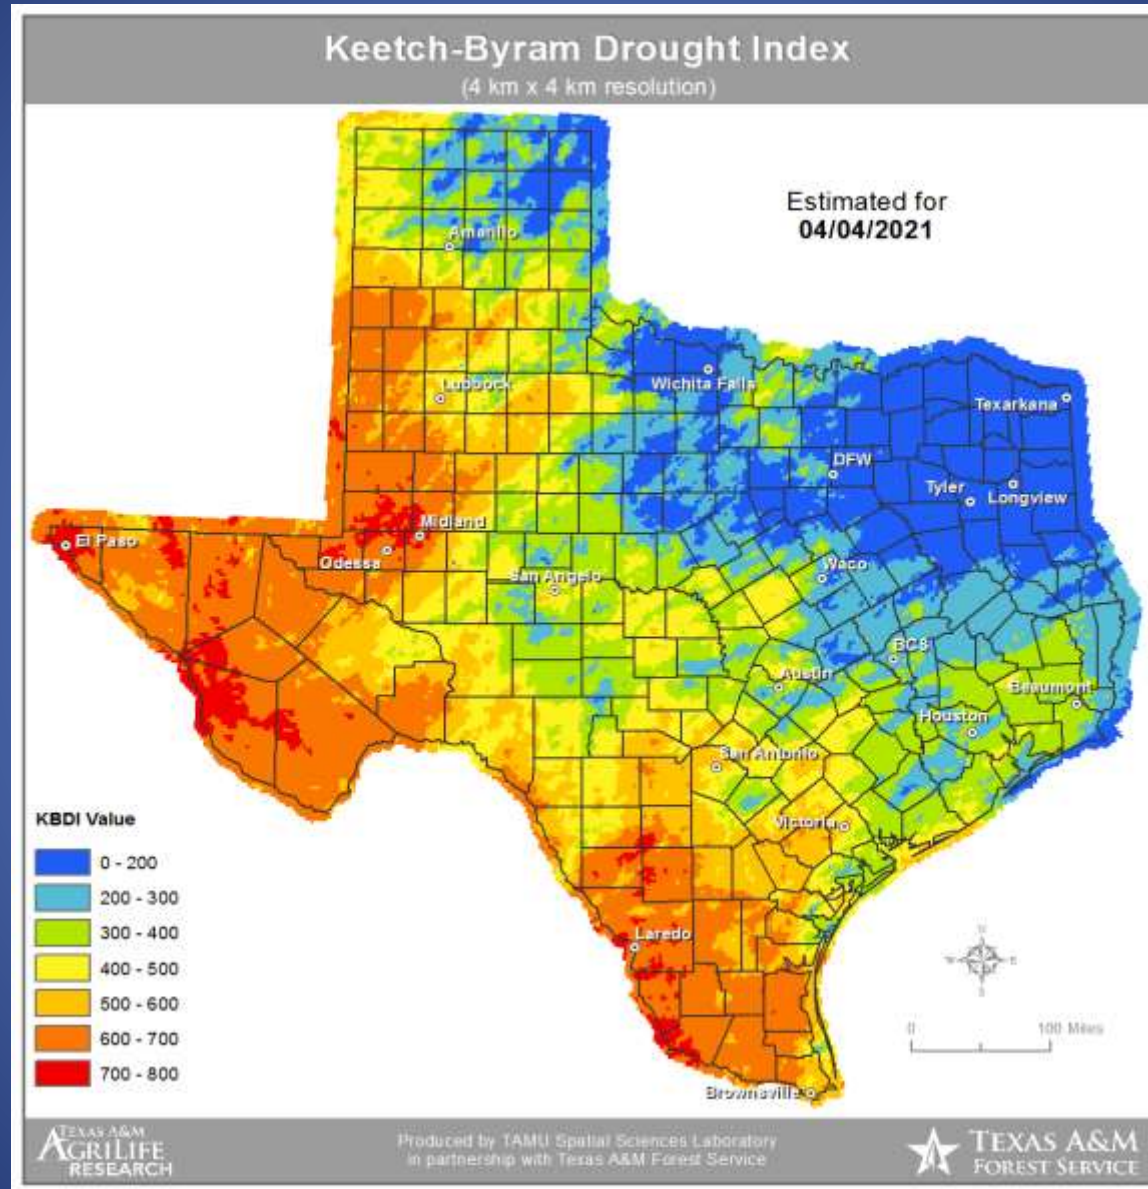 Keetch-Byram Drought Index
(4 km x 4 km resolution)
Estimated for
04/04/2021
Amarillo
Wichita Falls
Lubbock
Texarkana
DFW
Tyler
Longview
Midland
El Paso
Odessa
San Angelo
Waco
BCS
Austin
Beaumont
Houston
San Antonio
Victoria
Laredo
Brownsville
KBDI Value
0 - 200
200 - 300
300 - 400
400 - 500
500 - 600
600 - 700
700 - 800
N
W E
S
0 100 Miles
TEXAS A&M
AGRILIFE
RESEARCH
Produced by TAMU Spatial Sciences Laboratory
in partnership with Texas A&M Forest Service
TEXAS A&M
FOREST SERVICE